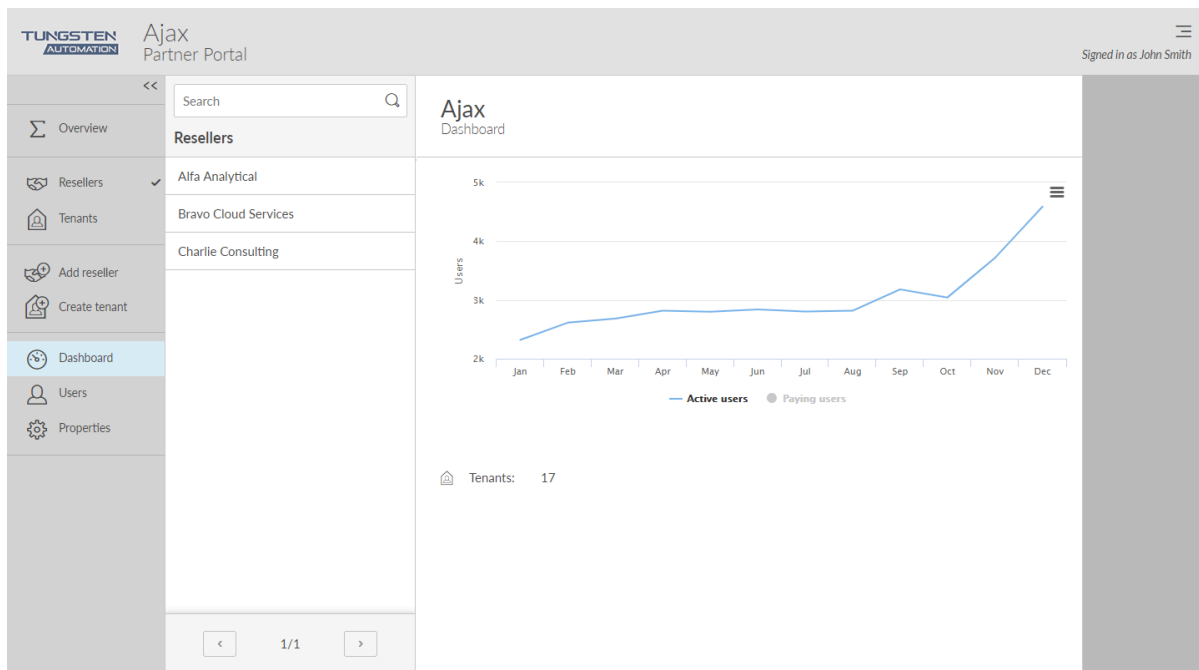 TUNGSTEN
AUTOMATION
Ajax
Partner Portal
Signed in as John Smith
<<
Overview
Resellers
Tenants
Add reseller
Create tenant
Dashboard
Users
Properties
Search
Resellers
Alfa Analytical
Bravo Cloud Services
Charlie Consulting
< 1/1 >
Ajax
Dashboard
5k
4k
3k
2k
Users
Jan Feb Mar Apr May Jun Jul Aug Sep Oct Nov Dec
Active users Paying users
Tenants: 17